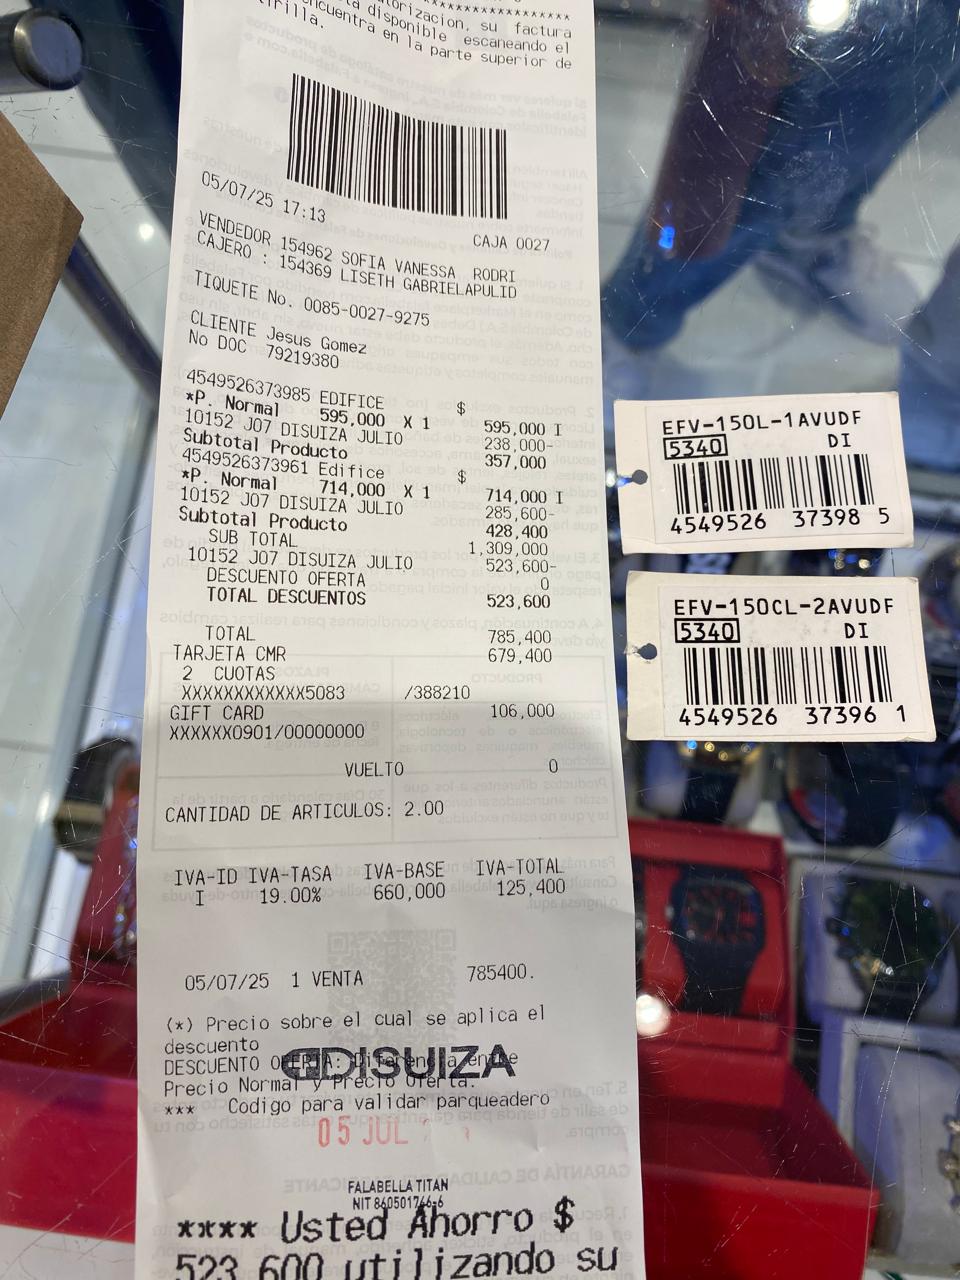 autorizacion, su factura
disponible escaneando el
encuentra en la parte superior de
tirilla.
05/07/25 17:13
CAJA 0027
VENDEDOR 154962 SOFIA VANESSA RODRI
CAJERO : 154369 LISETH GABRIELAPULID
TIQUETE No. 0085-0027-9275
CLIENTE Jesus Gomez
No DOC 79219380
4549526373985 EDIFICE $
*P. Normal 595,000 X 1 595,000 I
10152 J07 DISUIZA JULIO 238,000-
Subtotal Producto 357,000
4549526373961 Edifice $
*P. Normal 714,000 X 1 714,000 I
10152 J07 DISUIZA JULIO 285,600-
Subtotal Producto 428,400
SUB TOTAL 1,309,000
10152 J07 DISUIZA JULIO 523,600-
DESCUENTO OFERTA 0
TOTAL DESCUENTOS 523,600
TOTAL 785,400
TARJETA CMR 679,400
2 CUOTAS
XXXXXXXXXXXX5083 /388210
GIFT CARD 106,000
XXXXXX0901/00000000
VUELTO 0
CANTIDAD DE ARTICULOS: 2.00
IVA-ID IVA-TASA IVA-BASE IVA-TOTAL
I 19.00% 660,000 125,400
05/07/25 1 VENTA 785400.
(*) Precio sobre el cual se aplica el
descuento
DESCUENTO OFERTA: Diferencia entre
DISUIZA
Precio Normal y Precio Oferta.
*** Codigo para validar parqueadero
05 JUL
FALABELLA TITAN
NIT 860501766-6
**** Usted Ahorro $
523,600 utilizando su
EFV-150L-1AVUDF
5340 DI
4549526 37398 5
EFV-150CL-2AVUDF
5340 DI
4549526 37396 1